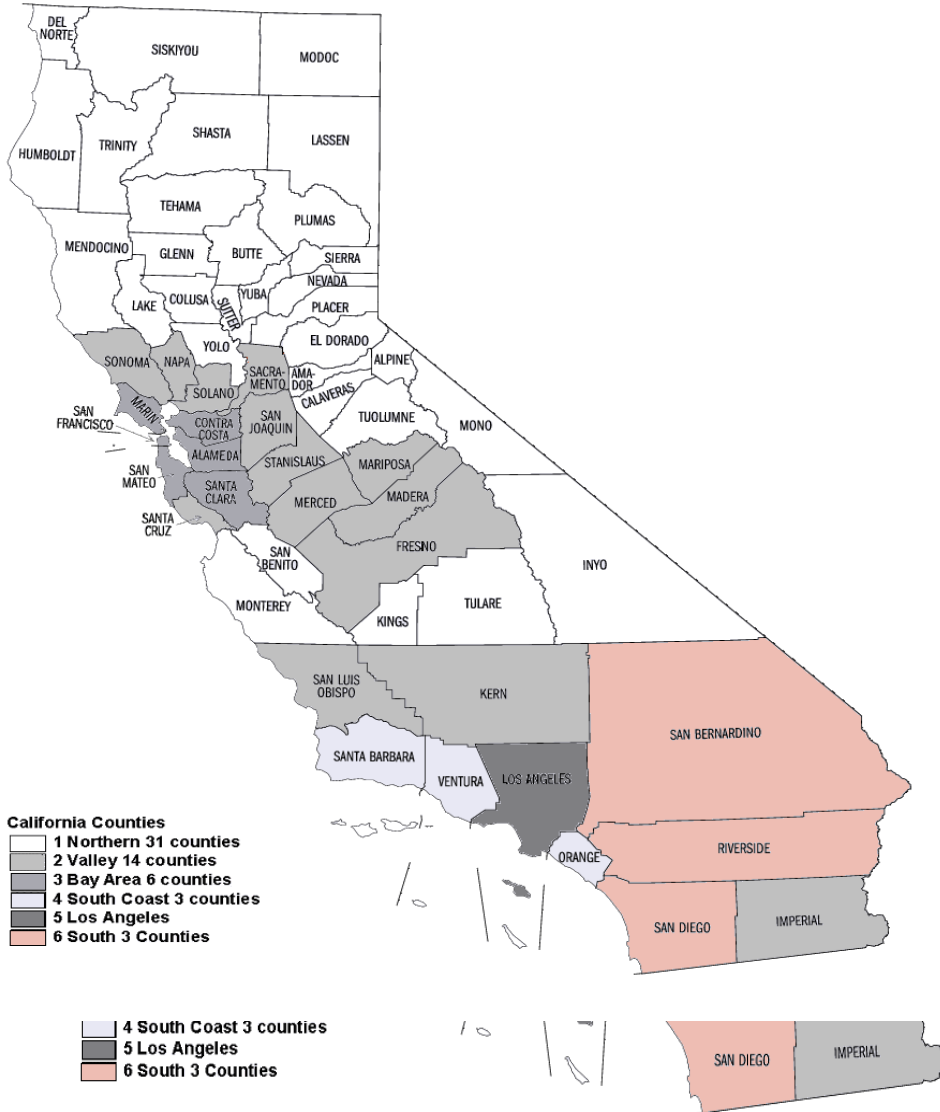 DEL
NORTE
SISKIYOU
MODOC
HUMBOLDT
TRINITY
SHASTA
LASSEN
TEHAMA
PLUMAS
MENDOCINO
GLENN
BUTTE
SIERRA
LAKE
COLUSA
SUTTER
YUBA
NEVADA
PLACER
YOLO
EL DORADO
SONOMA
NAPA
SOLANO
SACRA-
MENTO
AMA-
DOR
ALPINE
CALAVERAS
SAN
FRANCISCO
MARIN
CONTRA
COSTA
SAN
JOAQUIN
TUOLUMNE
MONO
ALAMEDA
STANISLAUS
MARIPOSA
SAN
MATEO
SANTA
CLARA
MERCED
MADERA
SANTA
CRUZ
SAN
BENITO
FRESINO
INYO
MONTEREY
KINGS
TULARE
SAN LUIS
OBISPO
KERN
SAN BERNARDINO
SANTA BARBARA
VENTURA
LOS ANGELES
ORANGE
RIVERSIDE
SAN DIEGO
IMPERIAL
California Counties
1 Northern 31 counties
2 Valley 14 counties
3 Bay Area 6 counties
4 South Coast 3 counties
5 Los Angeles
6 South 3 Counties
4 South Coast 3 counties
5 Los Angeles
6 South 3 Counties
SAN DIEGO
IMPERIAL